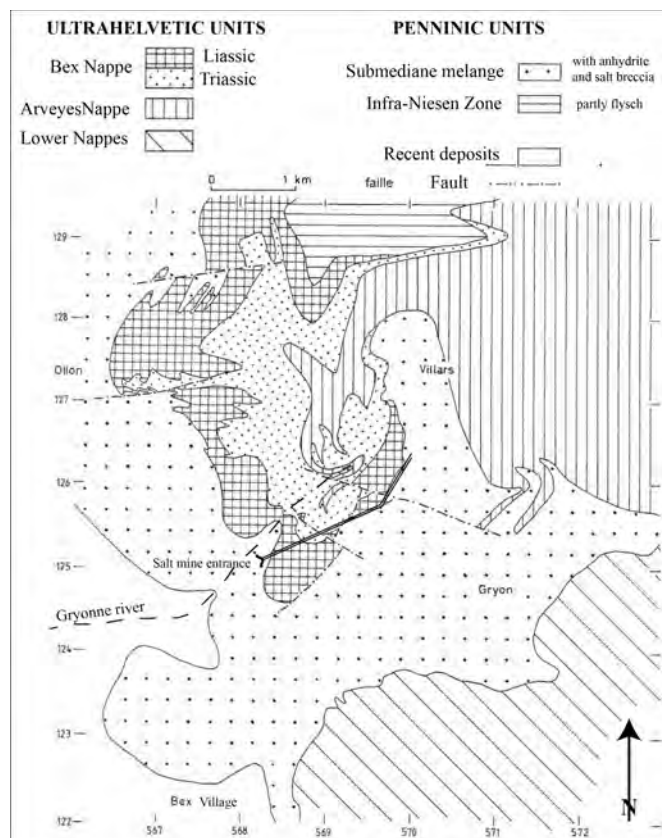 ULTRAHELVETIC UNITS
PENNINIC UNITS
Bex Nappe
Liassic
Triassic
ArveyesNappe
Lower Nappes
Submediane melange
with anhydrite
and salt breccia
Infra-Niesen Zone
partly flysch
Recent deposits
0 1 km
faille
Fault
129
128
Ollon
127
Villars
126
125
Salt mine entrance
Gryon
Gryonne river
124
123
122
Bex Village
N
567 568 569 570 571 572